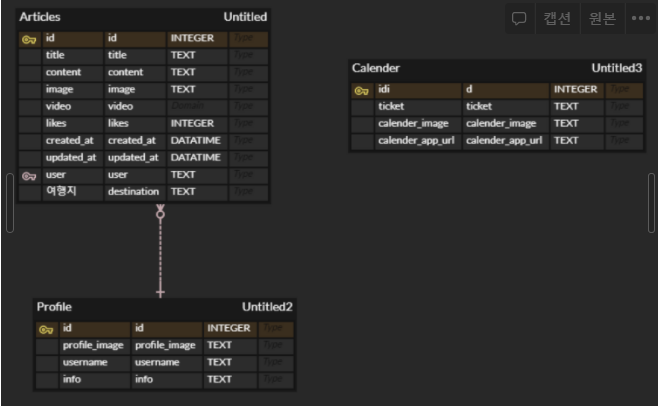 캡션 원본
Articles Untitled
id id INTEGER Type
title title TEXT Type
content content TEXT Type
image image TEXT Type
video video Domain Type
likes likes INTEGER Type
created_at created_at DATATIME Type
updated_at updated_at DATATIME Type
user user TEXT Type
여행지 destination TEXT Type
Calender Untitled3
idi d INTEGER Type
ticket ticket TEXT Type
calender_image calender_image TEXT Type
calender_app_url calender_app_url TEXT Type
Profile Untitled2
id id INTEGER Type
profile_image profile_image TEXT Type
username username TEXT Type
info info TEXT Type